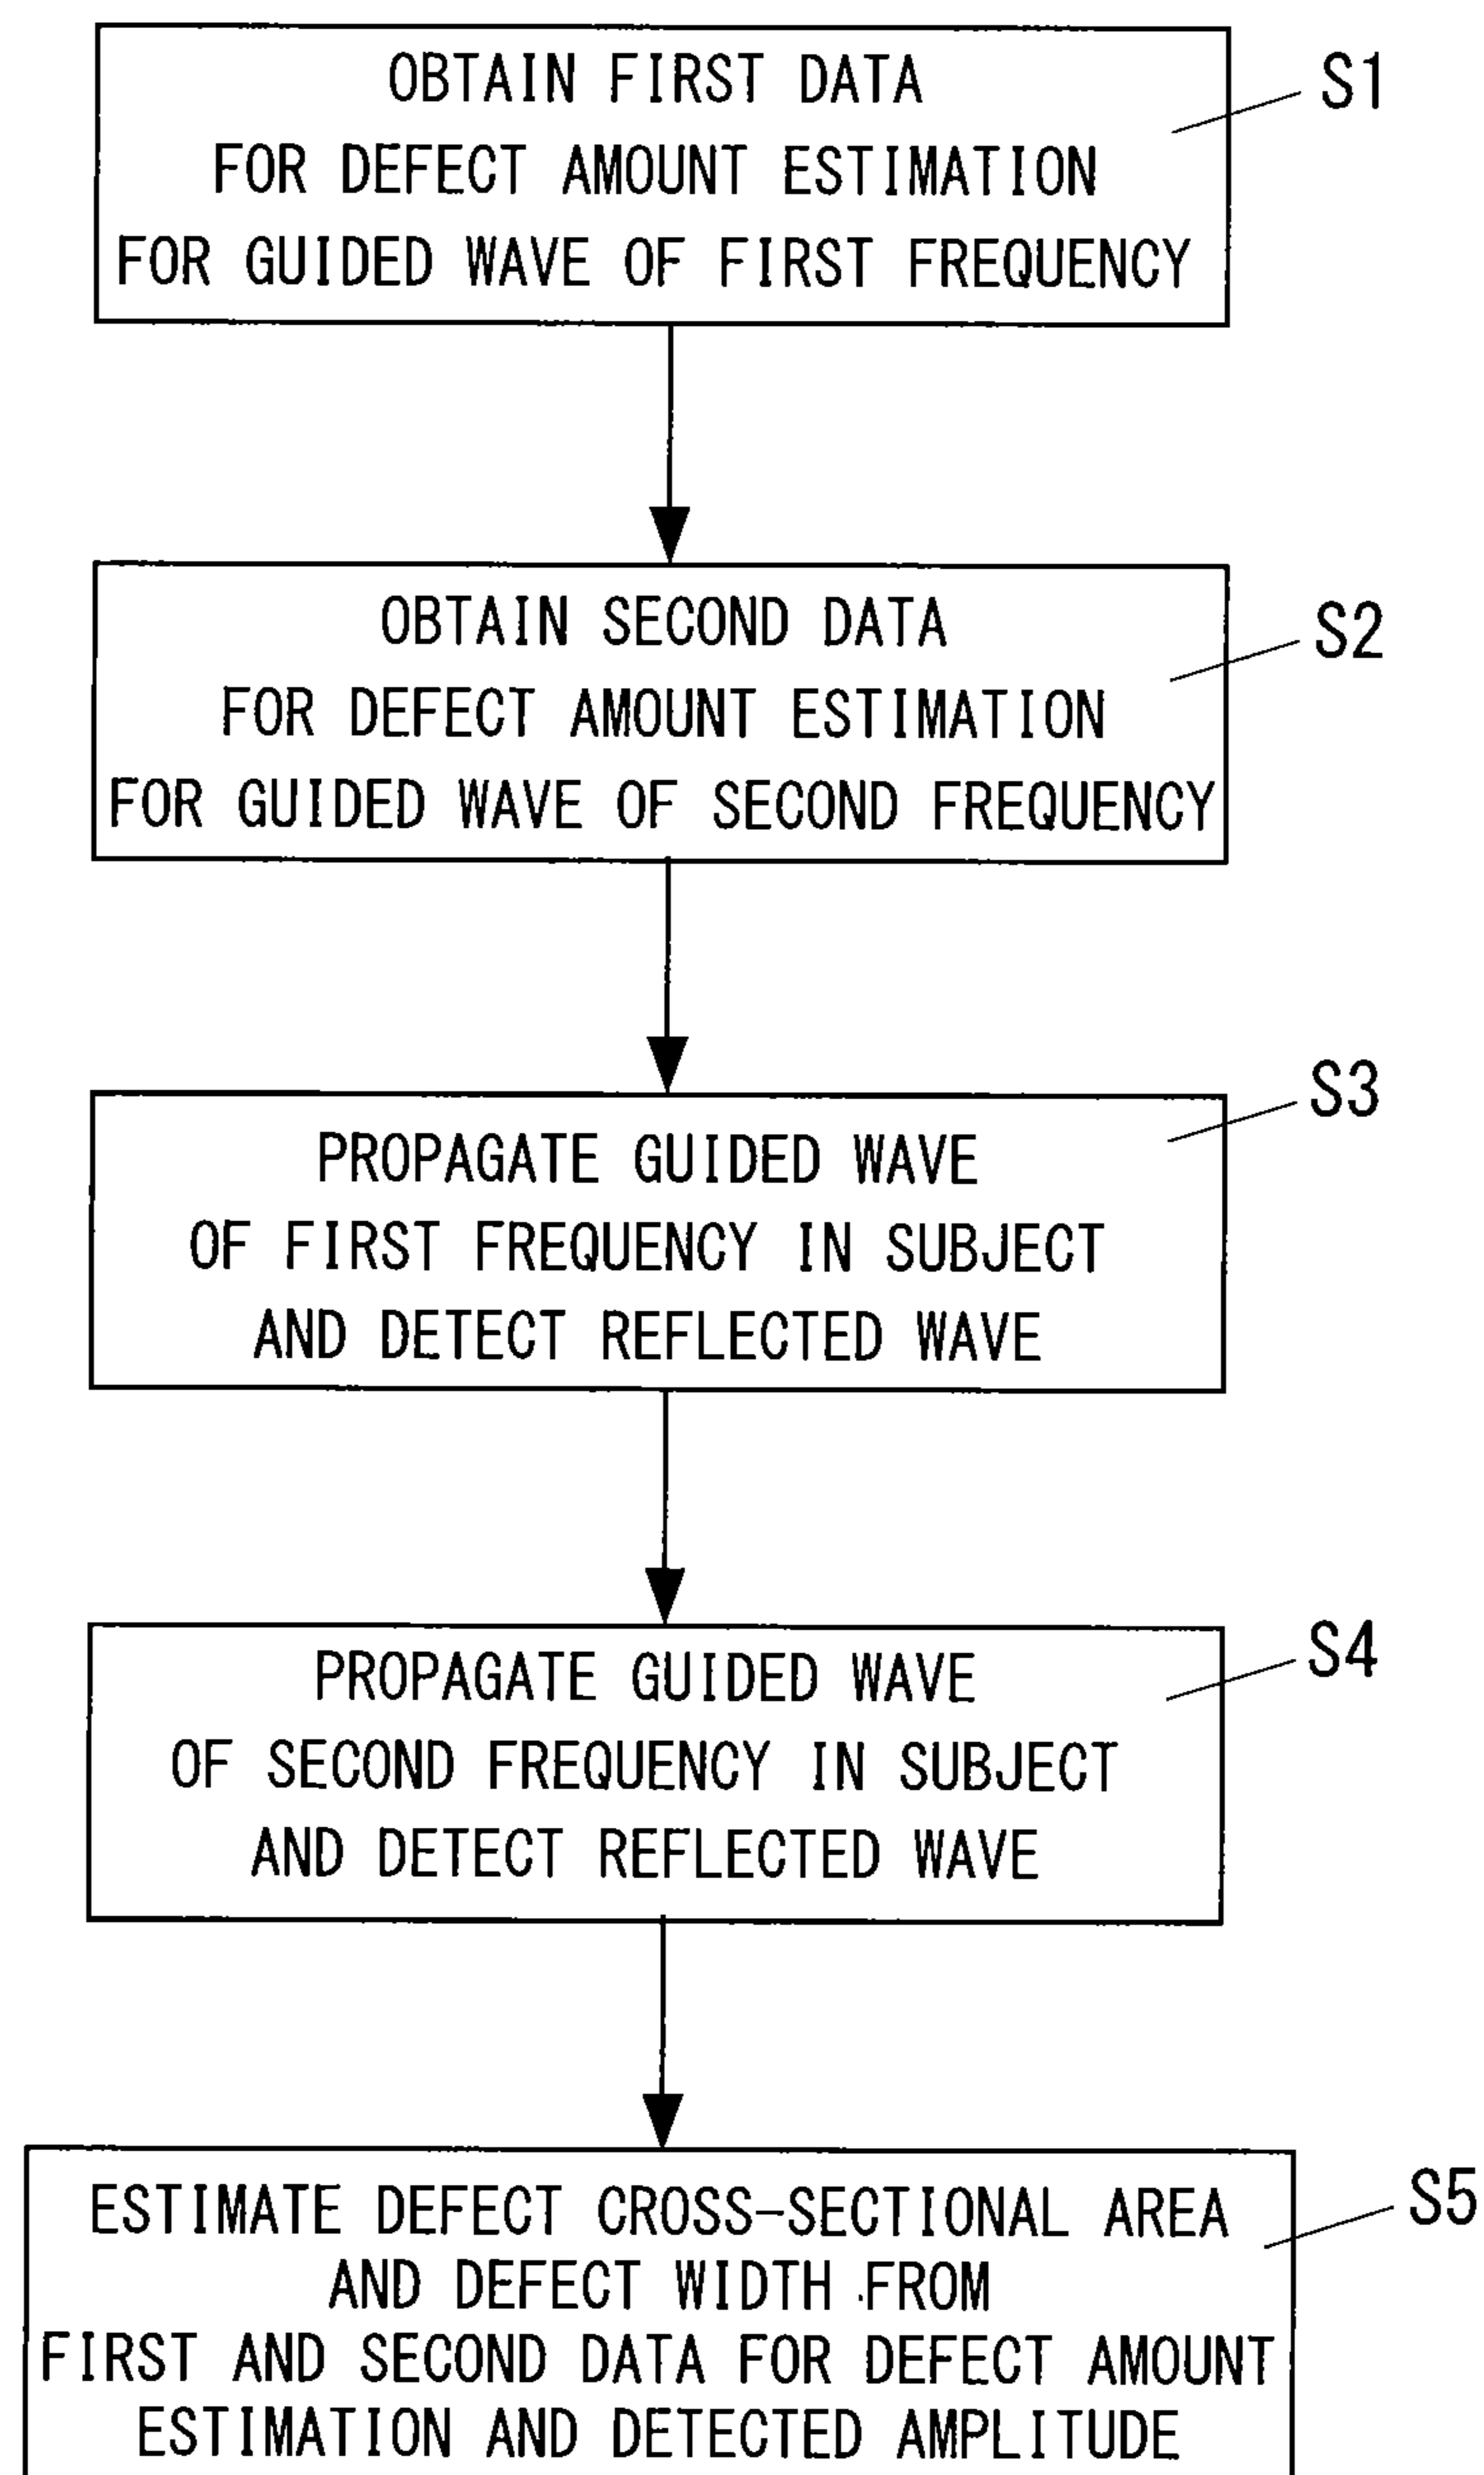 OBTAIN FIRST DATA
FOR DEFECT AMOUNT ESTIMATION
FOR GUIDED WAVE OF FIRST FREQUENCY
S1
OBTAIN SECOND DATA
FOR DEFECT AMOUNT ESTIMATION
FOR GUIDED WAVE OF SECOND FREQUENCY
S2
PROPAGATE GUIDED WAVE
OF FIRST FREQUENCY IN SUBJECT
AND DETECT REFLECTED WAVE
S3
PROPAGATE GUIDED WAVE
OF SECOND FREQUENCY IN SUBJECT
AND DETECT REFLECTED WAVE
S4
ESTIMATE DEFECT CROSS-SECTIONAL AREA
AND DEFECT WIDTH FROM
FIRST AND SECOND DATA FOR DEFECT AMOUNT
ESTIMATION AND DETECTED AMPLITUDE
S5